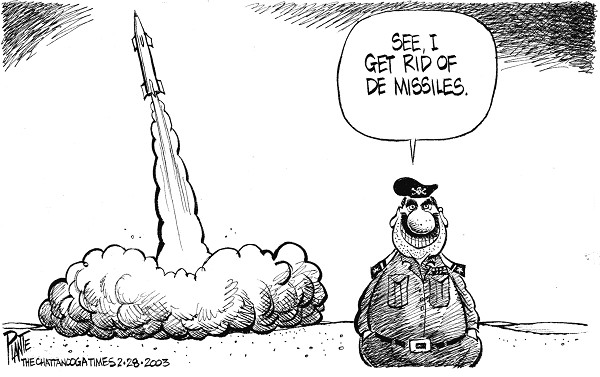 SEE, I
GET RID OF
DE MISSILES.
PLANTE
THE CHATTANOOGA TIMES 2·28·2003